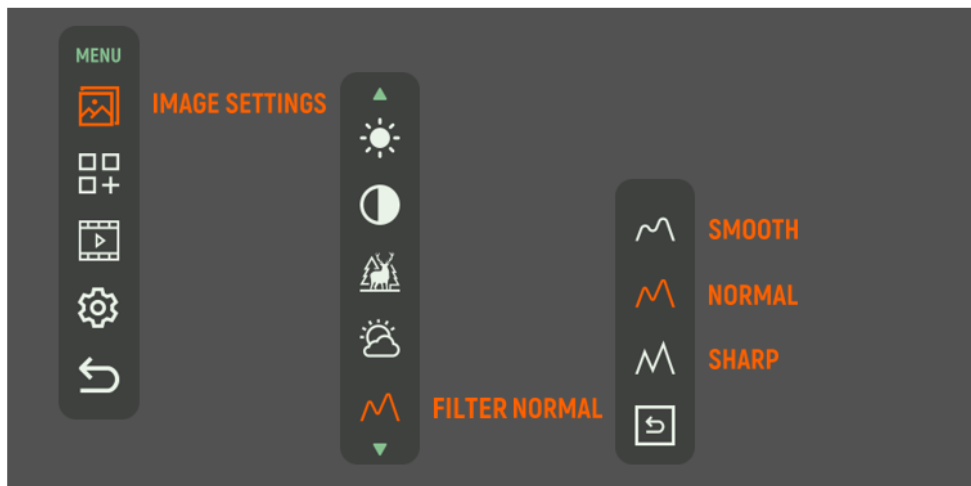 MENU
IMAGE SETTINGS
SMOOTH
NORMAL
SHARP
FILTER NORMAL